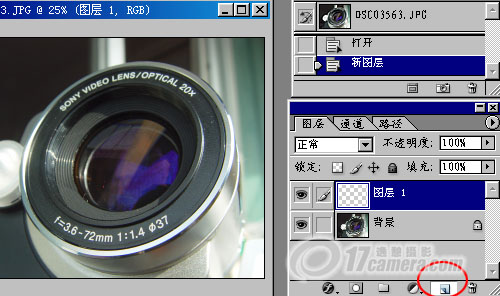 3.JPG @ 25% (图层 1, RGB)
SONY VIDEO LENS/OPTICAL 20X
f=3.6-72mm 1:1.4 ϕ37
DSC03563.JPG
打开
新图层
图层 通道 路径
正常 不透明度: 100%
锁定: 填充: 100%
图层 1
背景
17camera.com